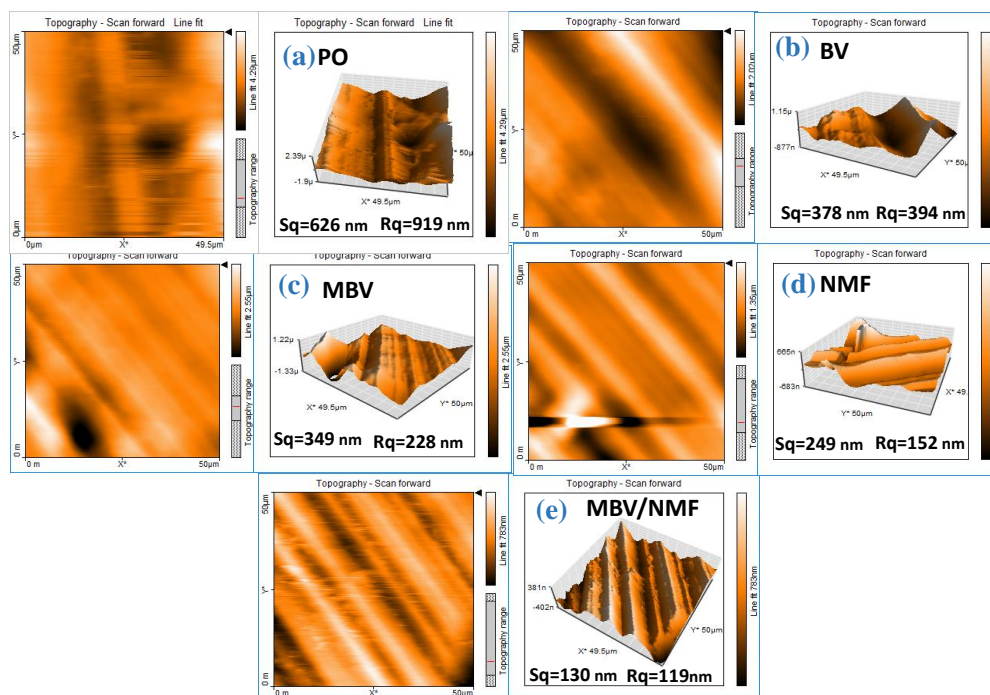 Topography - Scan forward Line fit
50µm
Y*
0µm
0µm
X*
49.5µm
Line fit 4.29µm
Topography range
Topography - Scan forward Line fit
(a) PO
2.39µ
-1.9µ
X* 49.5µm
Y* 50µ
Sq=626 nm Rq=919 nm
Line fit 4.29µm
Topography - Scan forward
50µm
Y*
0 m
0 m
X*
50µm
Line fit 2.02µm
Topography range
Topography - Scan forward
(b) BV
1.15µ
-877n
X* 49.5µm
Y* 50µ
Sq=378 nm Rq=394 nm
Topography - Scan forward
50µm
Y*
0 m
0 m
X*
50µm
Line fit 2.55µm
Topography range
Topography - Scan forward
(c) MBV
1.22µ
-1.33µ
X* 49.5µm
Y* 50µm
Sq=349 nm Rq=228 nm
Line fit 2.55µm
Topography - Scan forward
50µm
Y*
0 m
0 m
X*
50µm
Line fit 1.35µm
Topography range
Topography - Scan forward
(d) NMF
665n
-683n
Y* 50µm
X* 49.
Sq=249 nm Rq=152 nm
Topography - Scan forward
50µm
Y*
0 m
0 m
X*
50µm
Line fit 783nm
Topography range
Topography - Scan forward
(e) MBV/NMF
381n
-402n
X* 49.5µm
Y* 50µm
Sq=130 nm Rq=119nm
Line fit 783nm